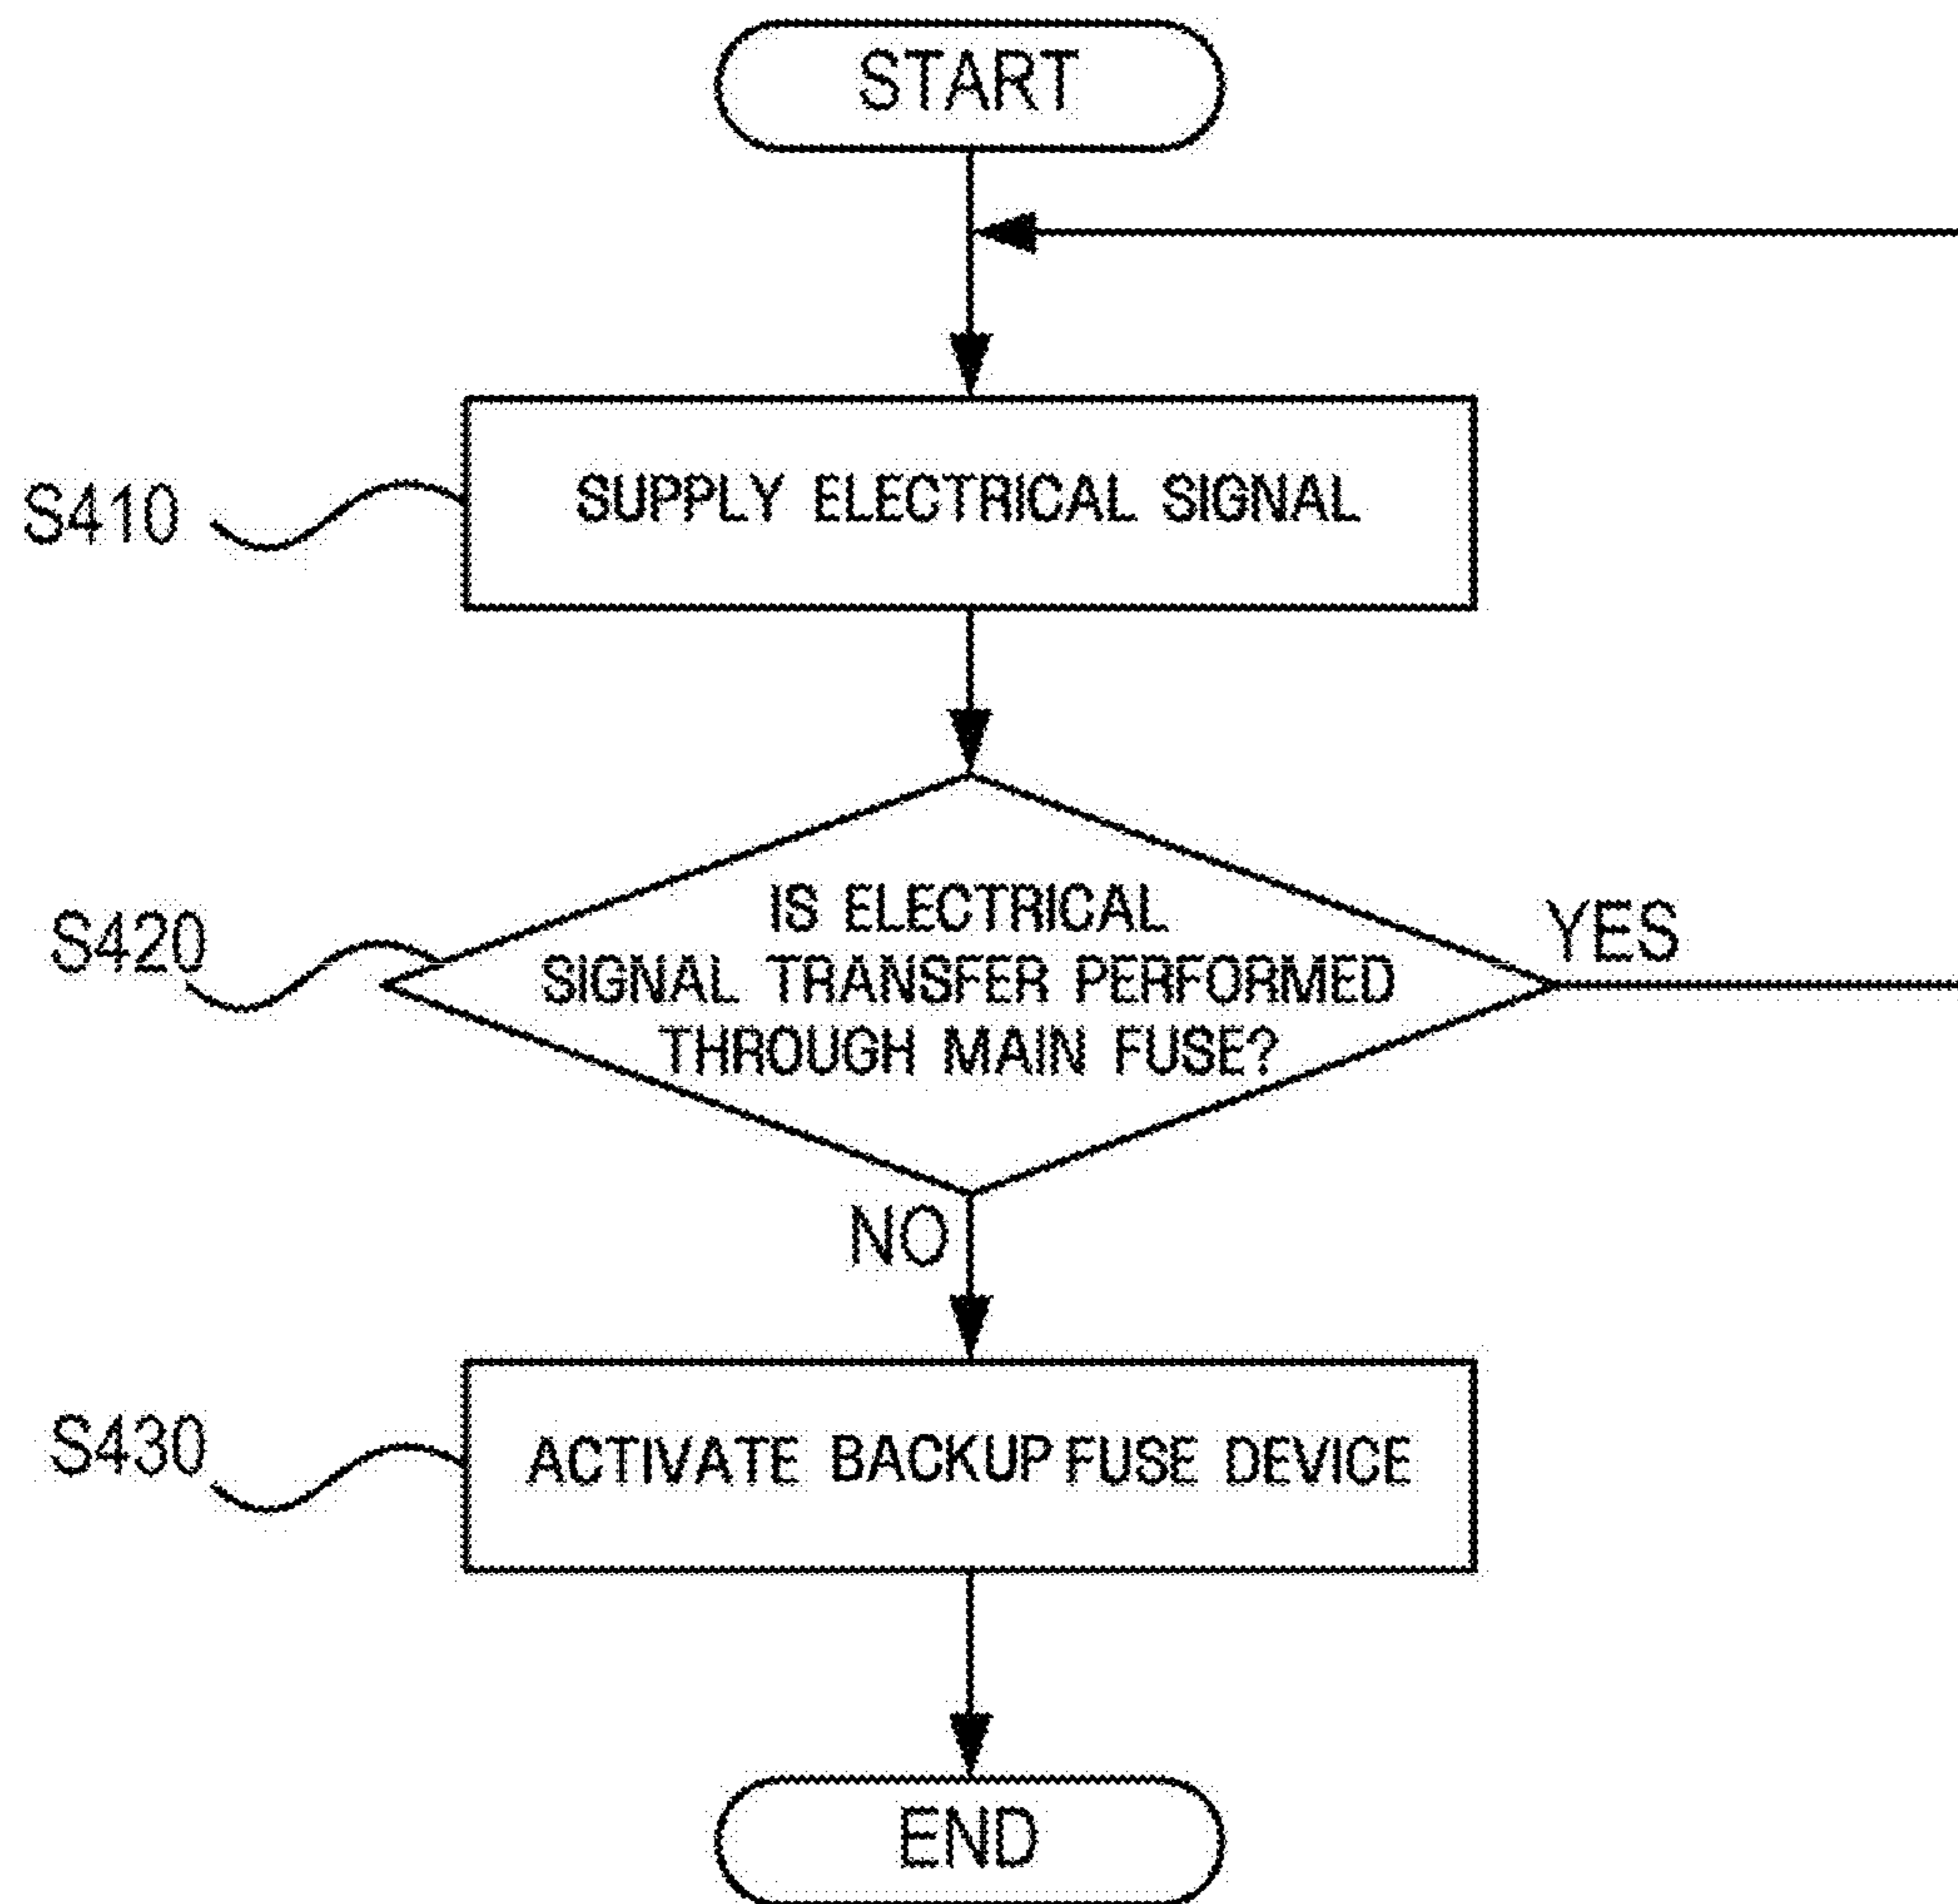 START
S410
SUPPLY ELECTRICAL SIGNAL
S420
IS ELECTRICAL
SIGNAL TRANSFER PERFORMED
THROUGH MAIN FUSE?
YES
NO
S430
ACTIVATE BACKUP FUSE DEVICE
END